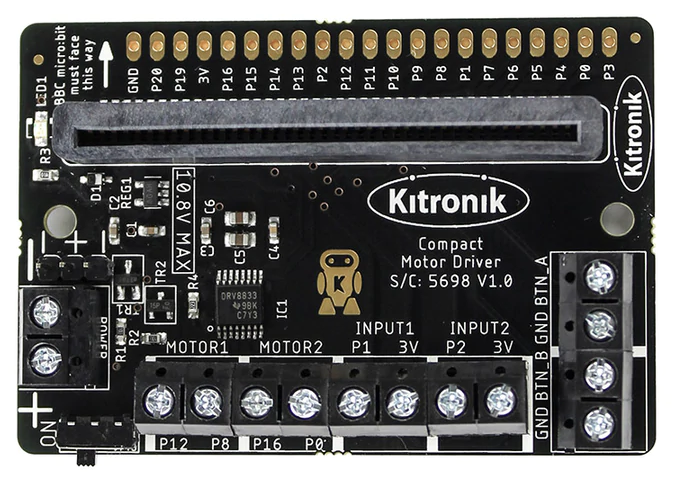 BBC micro:bit
must face
this way
LED1
GND P20 P19 3V P16 P15 P14 P13 P2 P12 P11 P10 P9 P8 P1 P7 P6 P5 P4 P0 P3
R3
Kitronik
D1
REG1
C2
C1
10.8V MAX
C6
C3
C5
C4
Kitronik
Compact
Motor Driver
S/C: 5698 V1.0
TR2
TR1
R4
DRV8833
98K
C7Y3
IC1
K
R1
R2
POWER
BTN_A
GND
BTN_B
GND
INPUT1 INPUT2
MOTOR1 MOTOR2 P1 3V P2 3V
P12 P8 P16 P0
ON